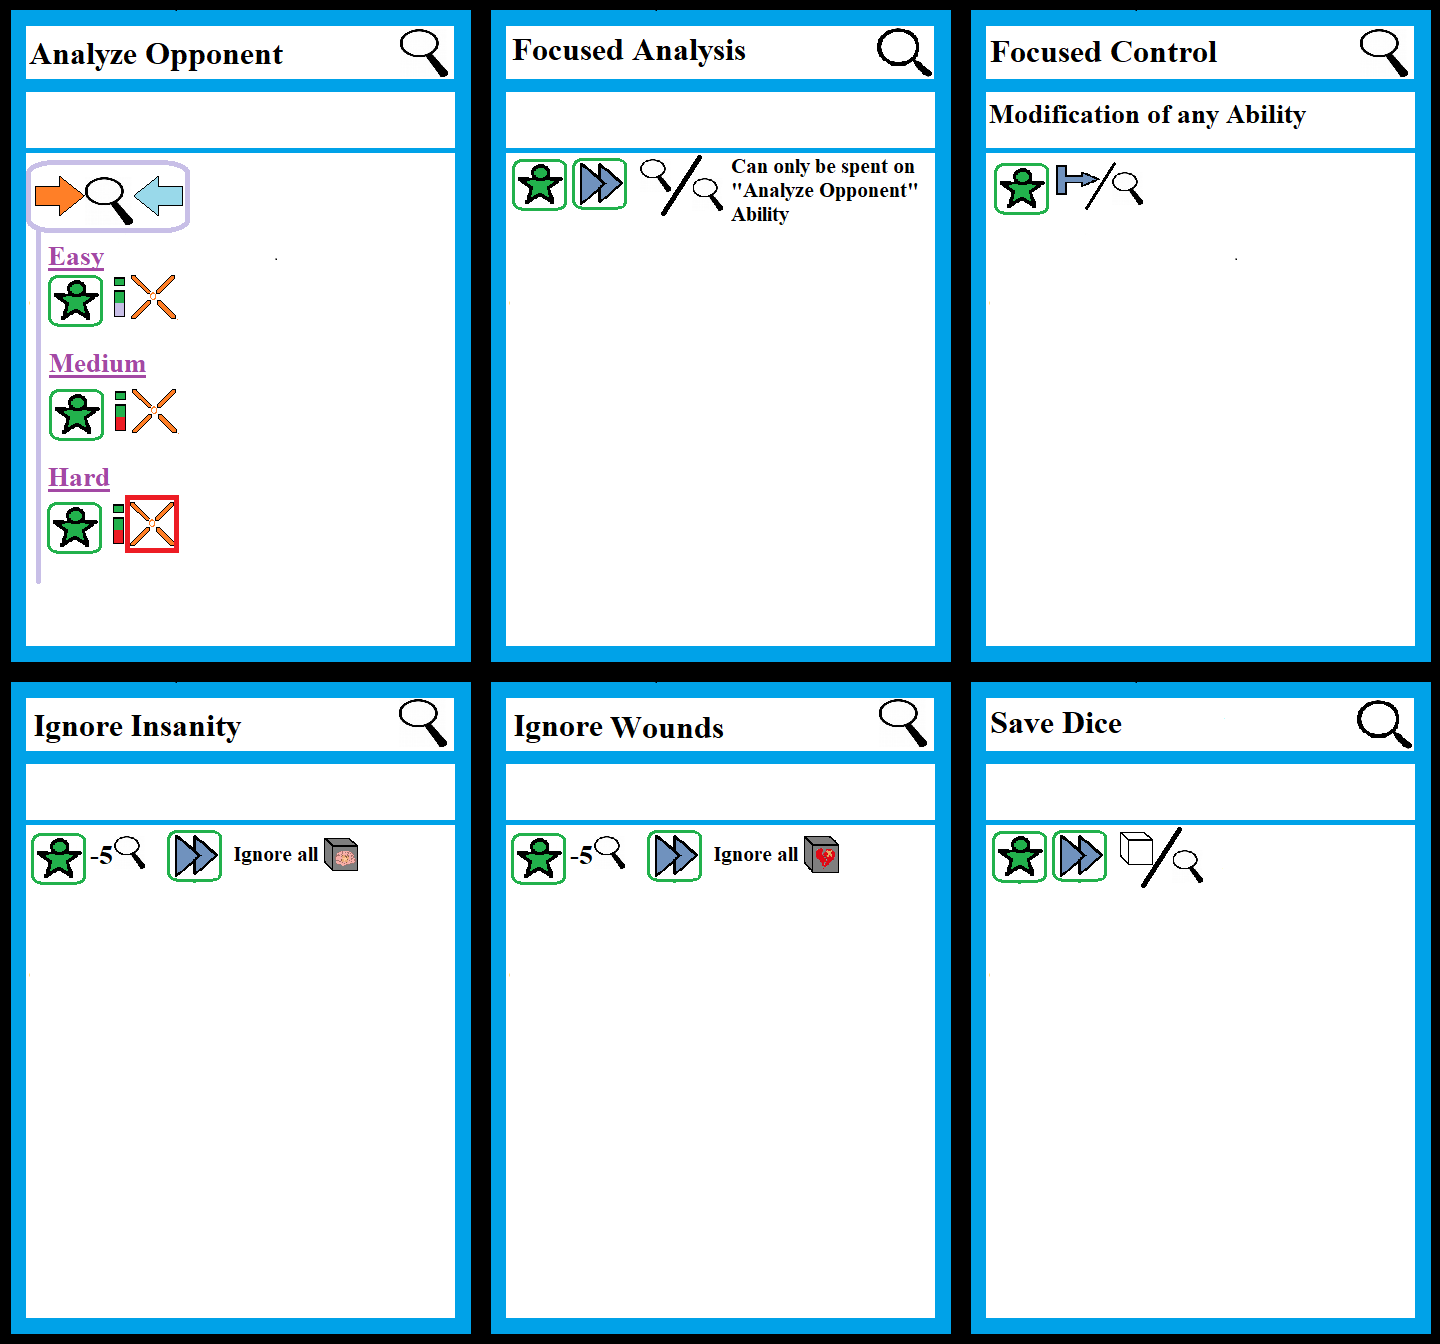 Analyze Opponent
Easy
Medium
Hard
Focused Analysis
Can only be spent on
"Analyze Opponent"
Ability
Focused Control
Modification of any Ability
Ignore Insanity
-5
Ignore all
Ignore Wounds
-5
Ignore all
Save Dice